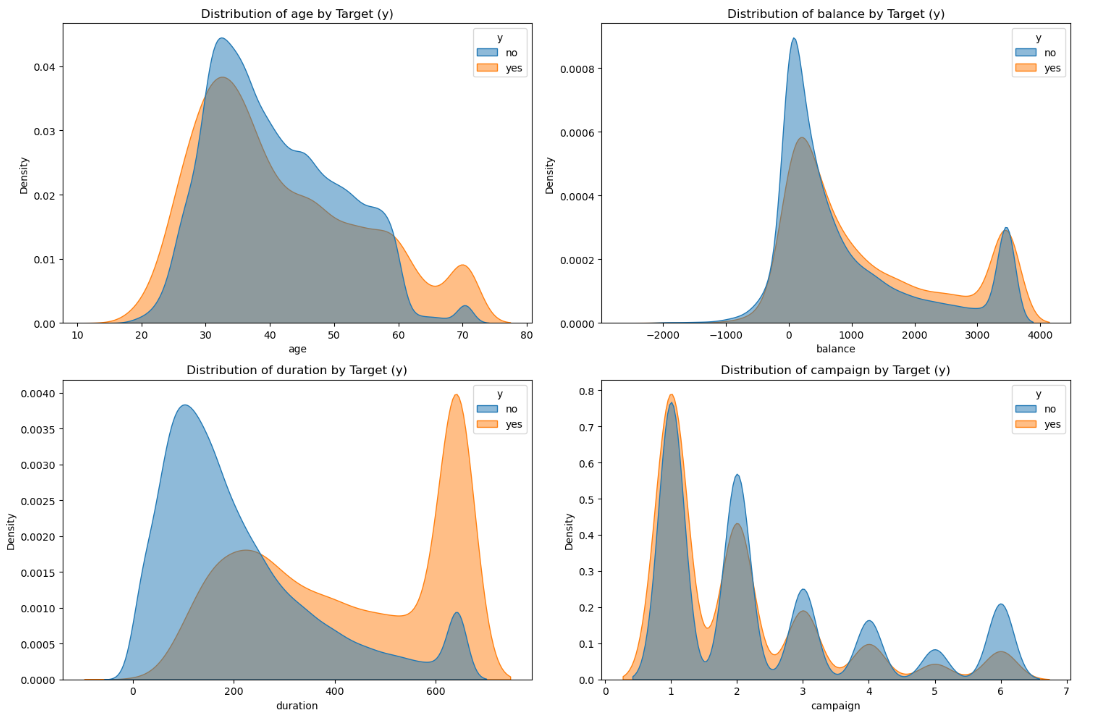 Distribution of age by Target (y)
y
no
yes
Density
0.04
0.03
0.02
0.01
0.00
10 20 30 40 50 60 70 80
age
Distribution of balance by Target (y)
y
no
yes
Density
0.0008
0.0006
0.0004
0.0002
0.0000
−2000 −1000 0 1000 2000 3000 4000
balance
Distribution of duration by Target (y)
y
no
yes
Density
0.0040
0.0035
0.0030
0.0025
0.0020
0.0015
0.0010
0.0005
0.0000
0 200 400 600
duration
Distribution of campaign by Target (y)
y
no
yes
Density
0.8
0.7
0.6
0.5
0.4
0.3
0.2
0.1
0.0
0 1 2 3 4 5 6 7
campaign